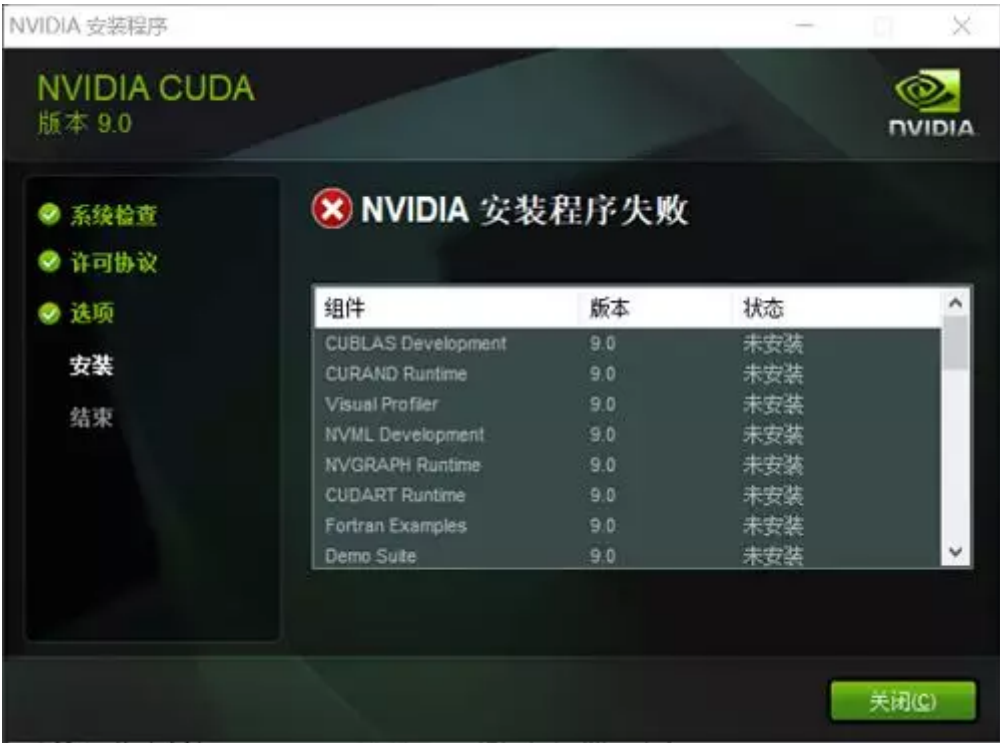 NVIDIA 安装程序
NVIDIA CUDA
版本 9.0
NVIDIA
系统检查
许可协议
选项
安装
结束
NVIDIA 安装程序失败
组件 版本 状态
CUBLAS Development 9.0 未安装
CURAND Runtime 9.0 未安装
Visual Profiler 9.0 未安装
NVML Development 9.0 未安装
NVGRAPH Runtime 9.0 未安装
CUDART Runtime 9.0 未安装
Fortran Examples 9.0 未安装
Demo Suite 9.0 未安装
关闭(C)